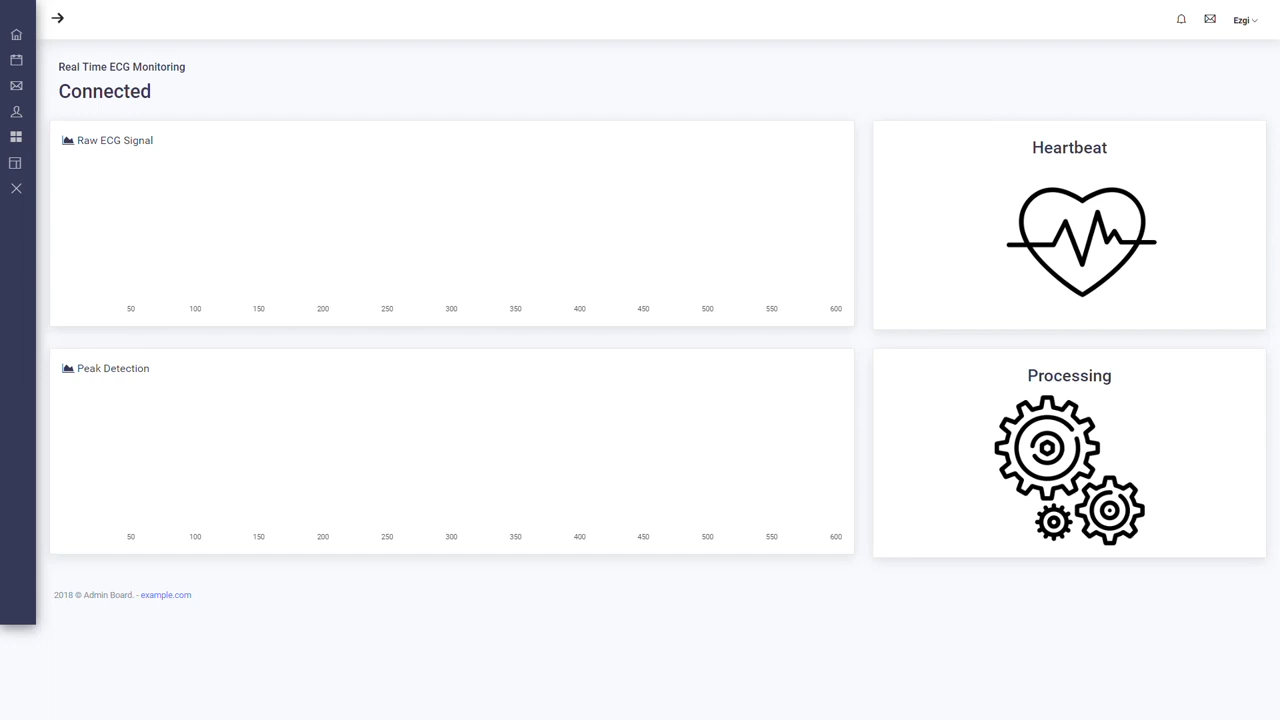 Ezgi
Real Time ECG Monitoring
Connected
Raw ECG Signal
50 100 150 200 250 300 350 400 450 500 550 600
Heartbeat
Peak Detection
50 100 150 200 250 300 350 400 450 500 550 600
Processing
2018 © Admin Board. - example.com